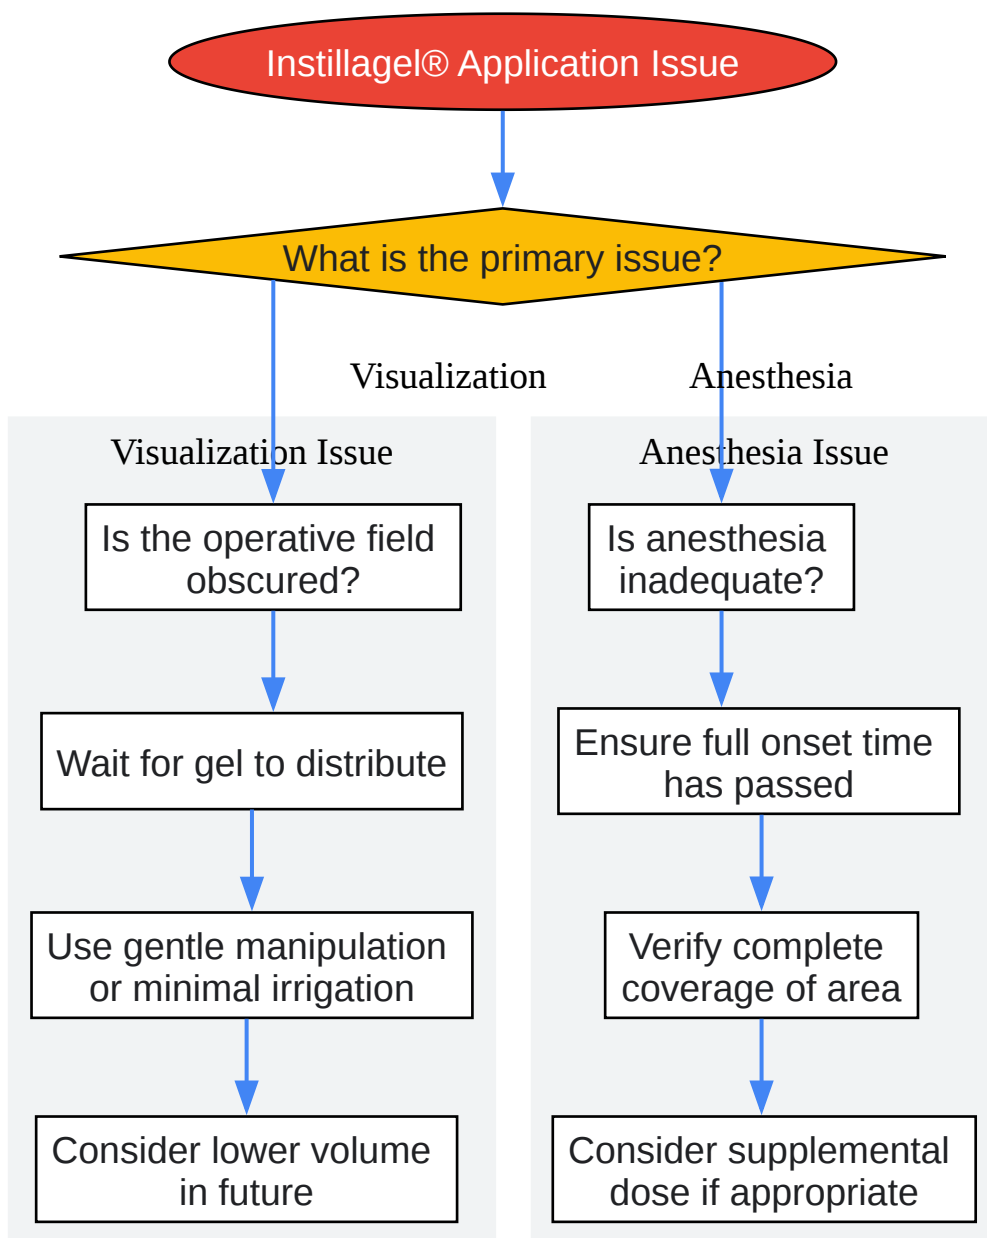 Instillagel® Application Issue
What is the primary issue?
Visualization
Anesthesia
Visualization Issue
Is the operative field
obscured?
Wait for gel to distribute
Use gentle manipulation
or minimal irrigation
Consider lower volume
in future
Anesthesia Issue
Is anesthesia
inadequate?
Ensure full onset time
has passed
Verify complete
coverage of area
Consider supplemental
dose if appropriate